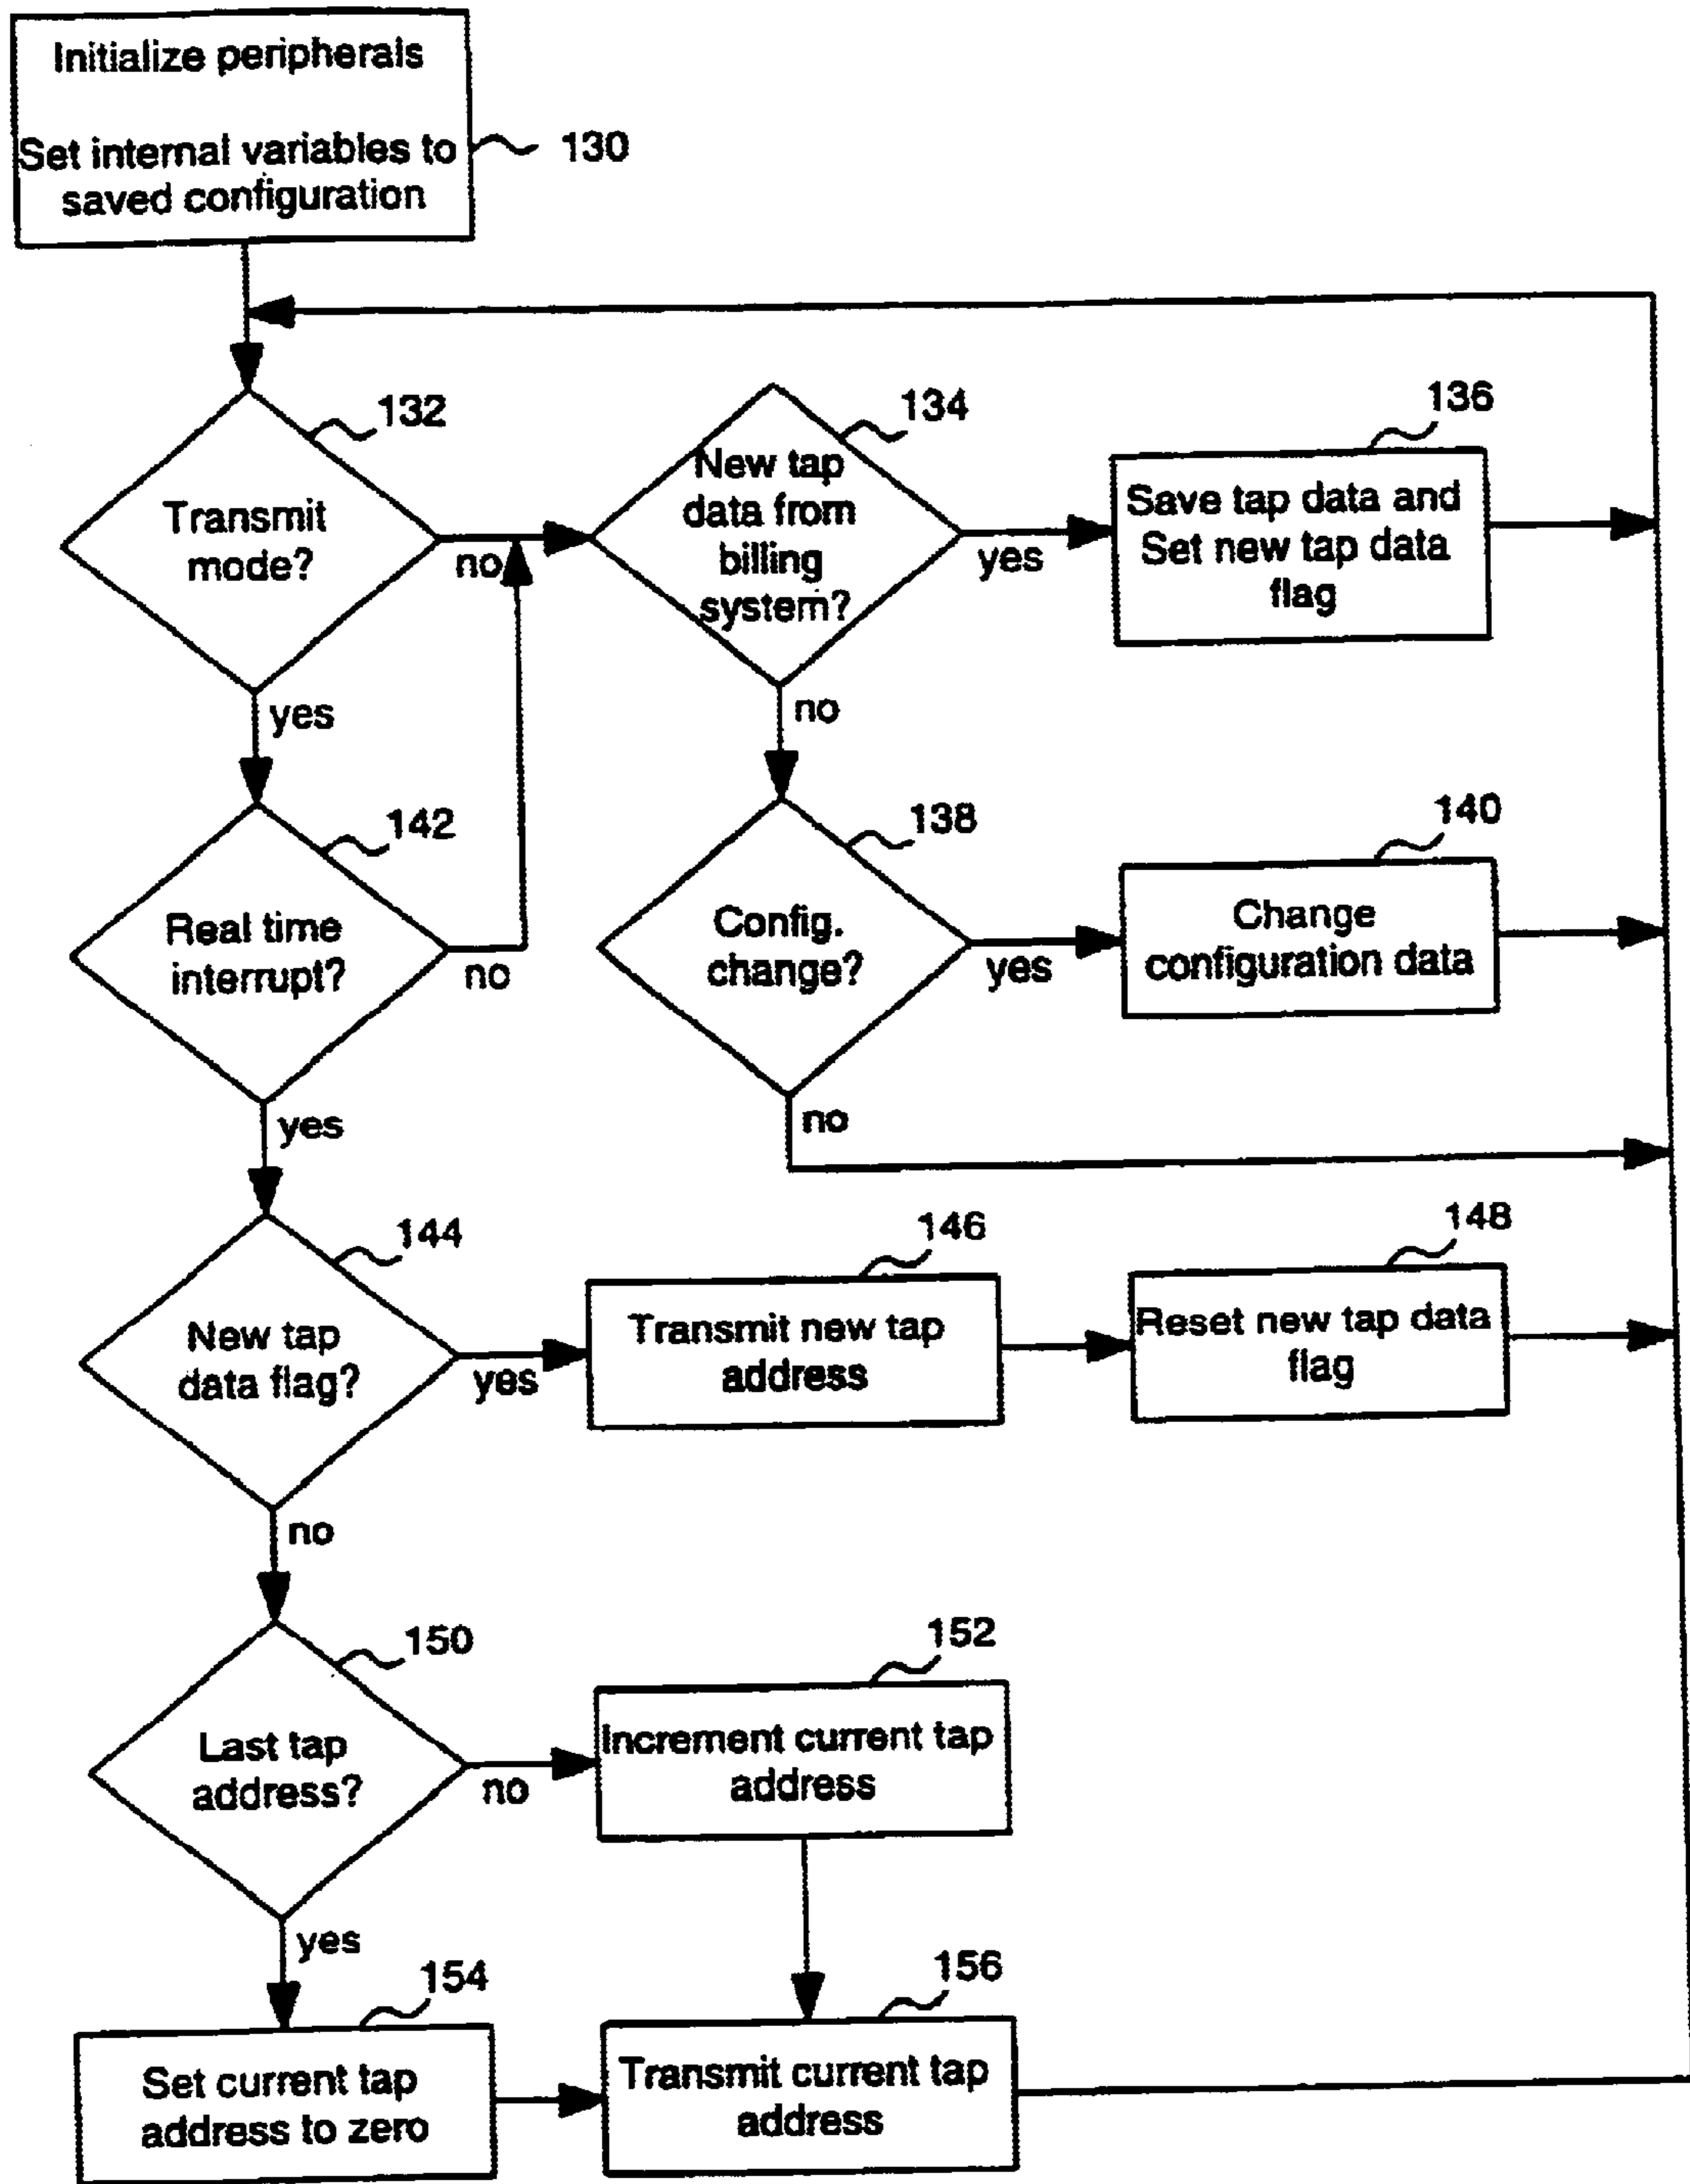 Initialize peripherals
Set internal variables to
saved configuration
130
132
Transmit
mode?
no
yes
134
New tap
data from
billing
system?
yes
no
136
Save tap data and
Set new tap data
flag
142
Real time
interrupt?
no
yes
138
Config.
change?
yes
no
140
Change
configuration data
144
New tap
data flag?
yes
no
146
Transmit new tap
address
148
Reset new tap data
flag
150
Last tap
address?
no
yes
152
Increment current tap
address
154
Set current tap
address to zero
156
Transmit current tap
address